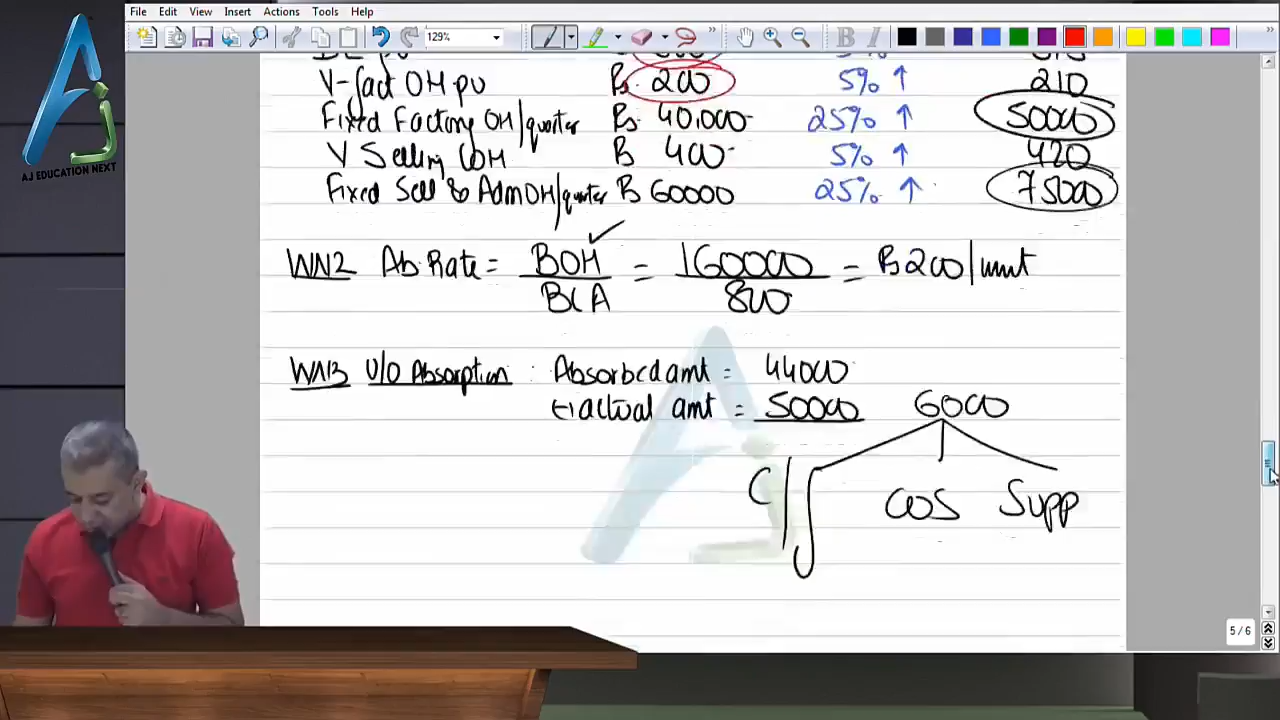 File Edit View Insert Actions Tools Help
129%
B I
AJ EDUCATION NEXT
V-fact OH pu Rs. 200 5% ↑ 210
Fixed Factory OH/quarter Rs. 40,000 25% ↑ 50000
V Selling OH Rs 400 5% ↑ 420
Fixed Sell & Adm OH/quarter Rs 60000 25% ↑ 75000
WN2 Ab. Rate = BOH / BCA = 160000 / 800 = Rs 200/unit
WN3 U/O Absorption : Absorbed amt = 44000
(-) actual amt = 50000 6000
COS Supp
5 / 6